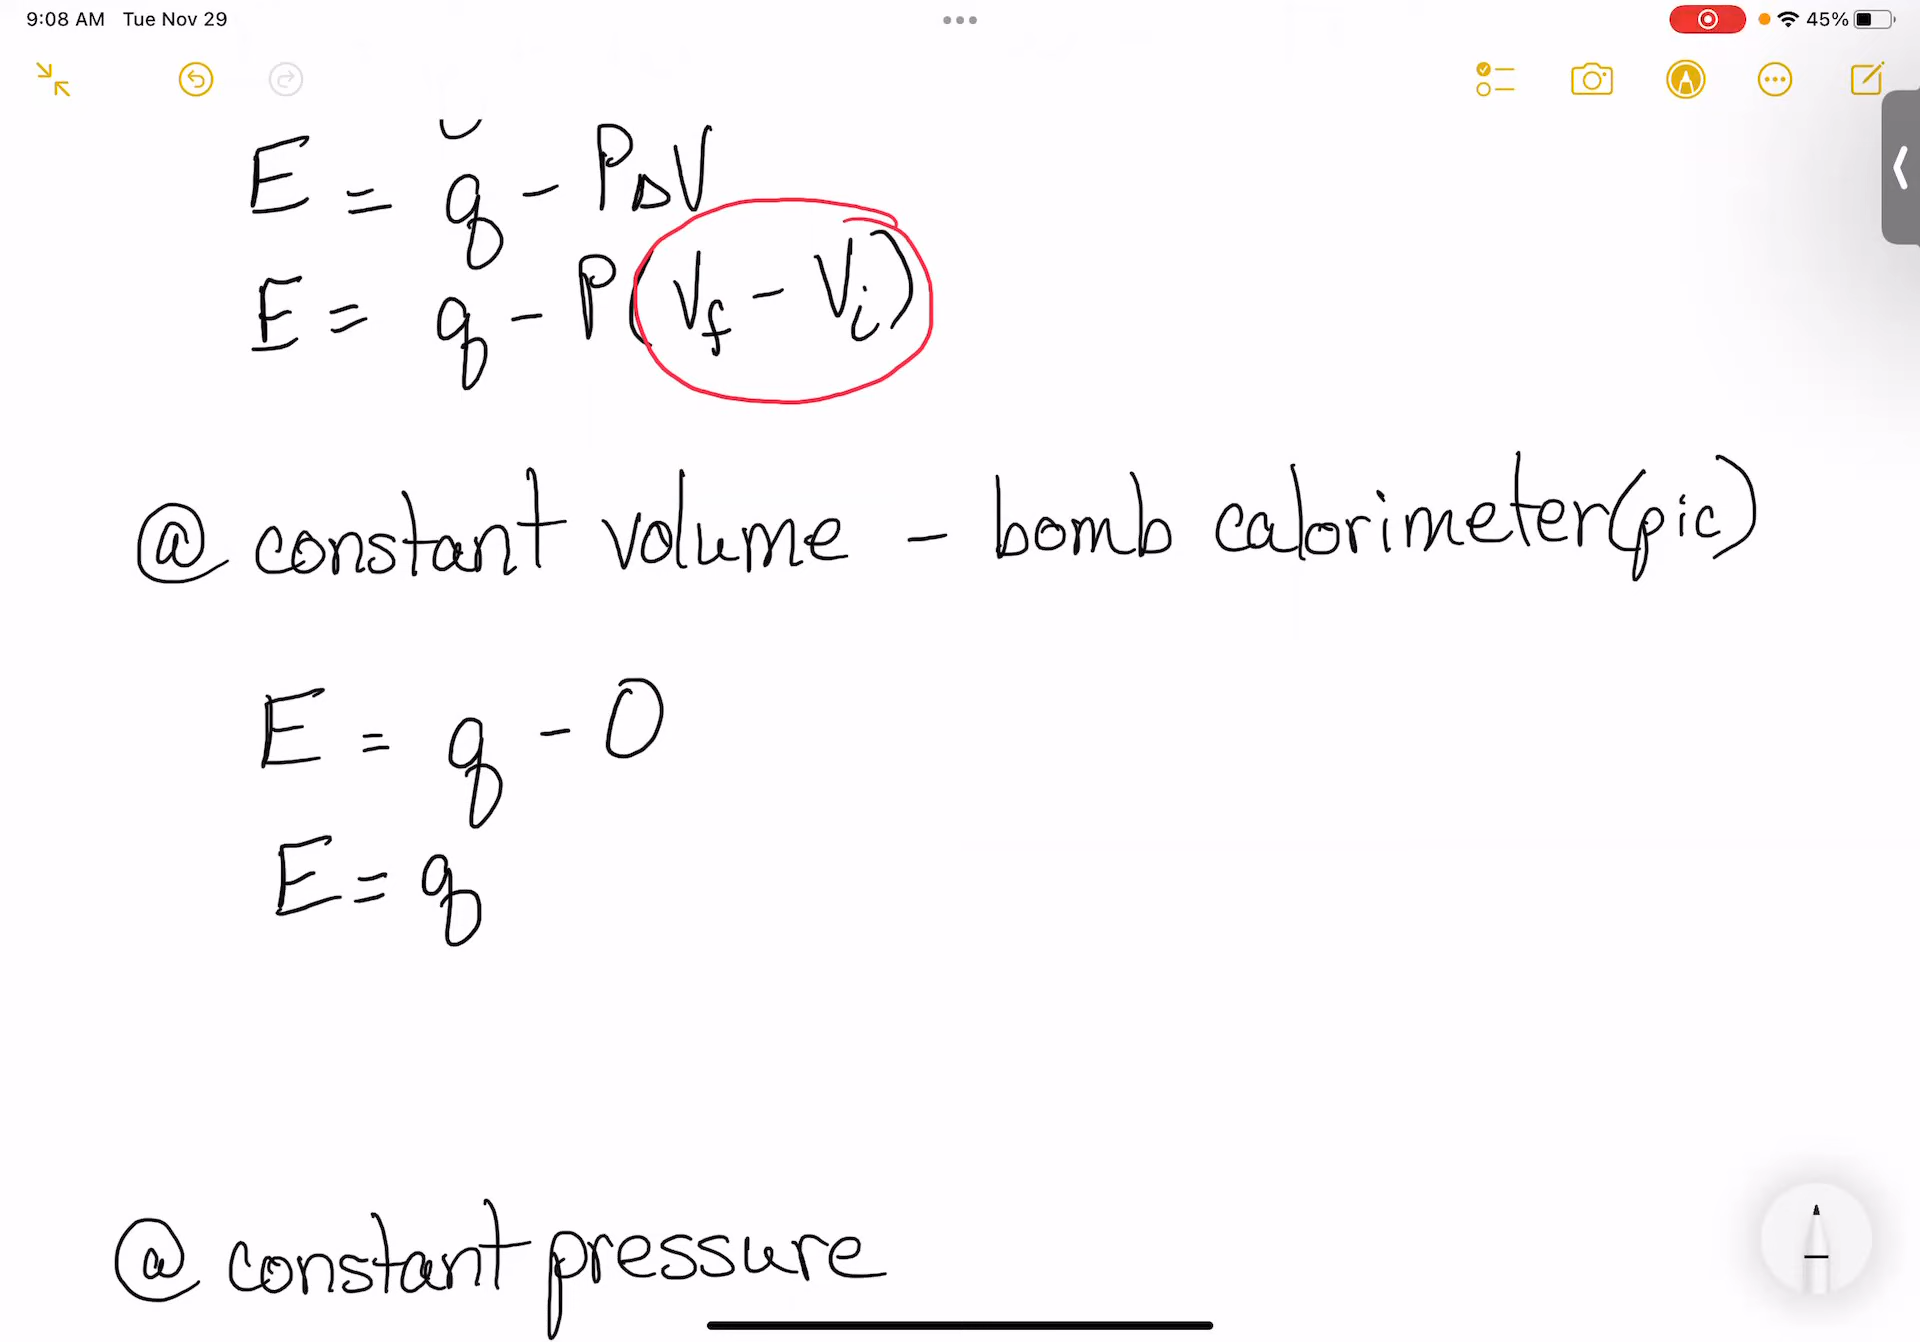 9:08 AM Tue Nov 29 45%
E = q - PΔV
E = q - P(Vf - Vi)
@ constant volume - bomb calorimeter(pic)
E = q - 0
E = q
@ constant pressure